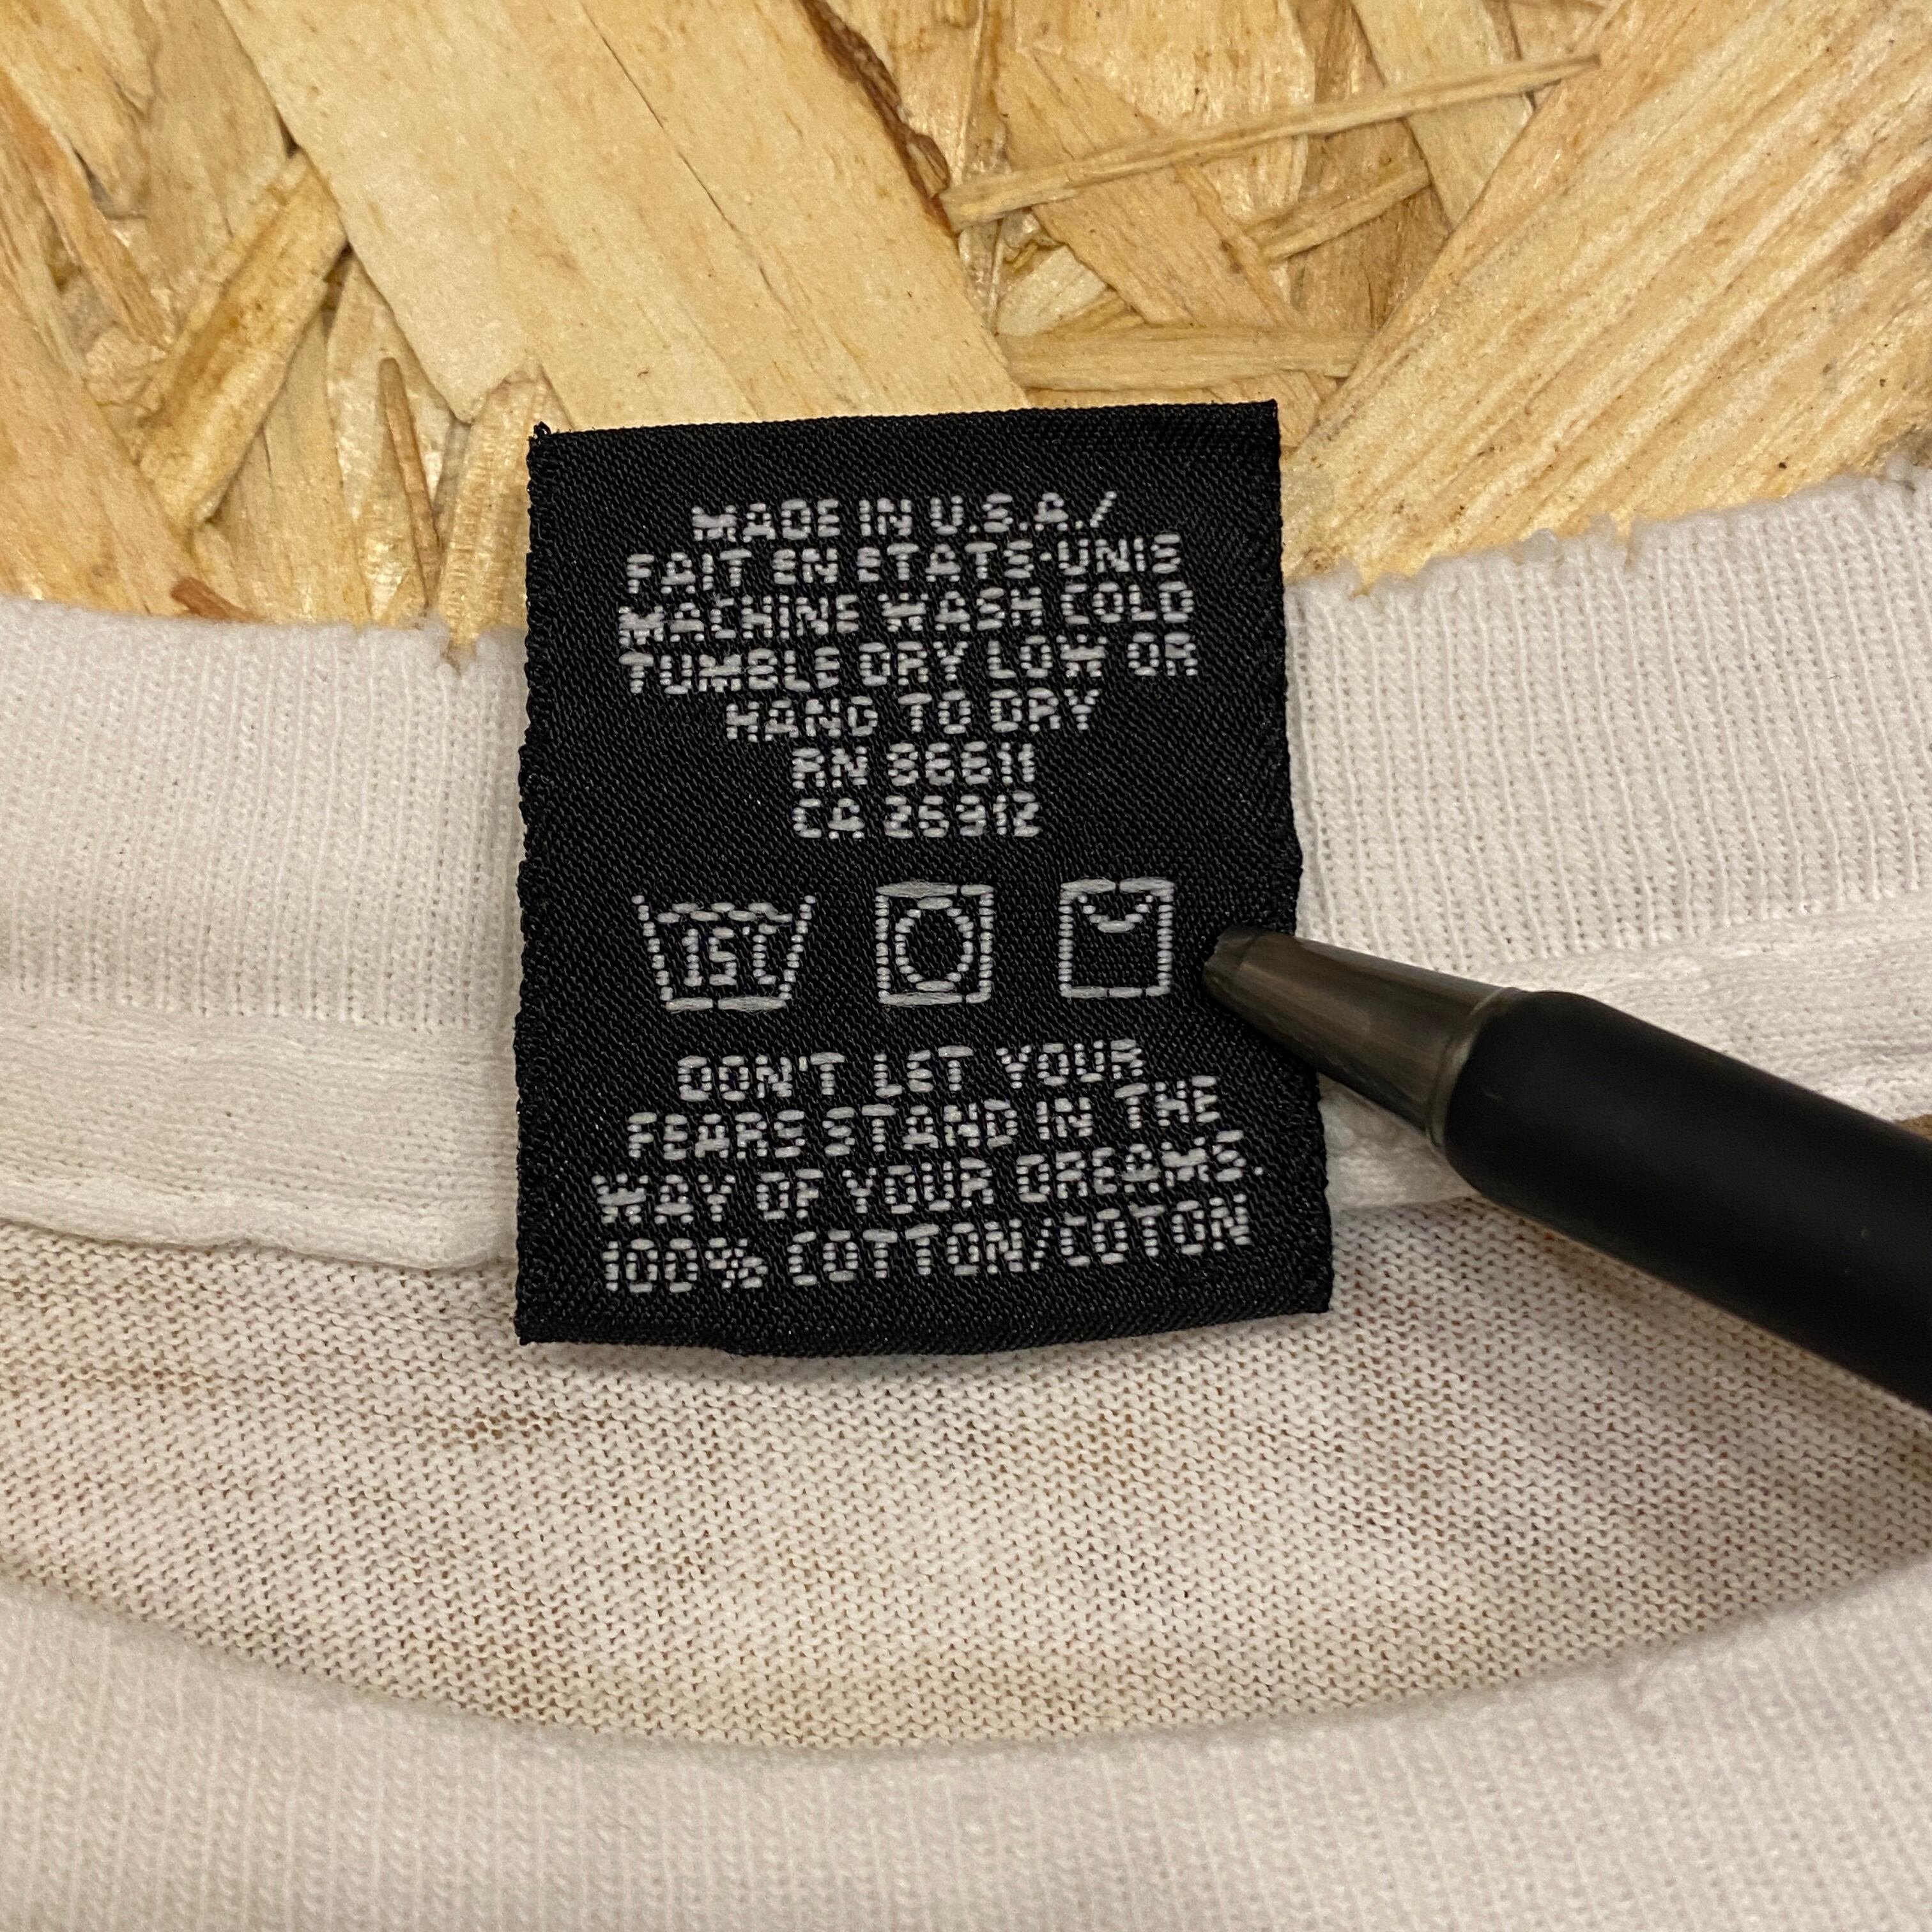 MADE IN U.S.A./
FAIT EN ETATS-UNIS
MACHINE WASH COLD
TUMBLE DRY LOW OR
HAND TO DRY
RN 86611
CA 26912
15°C
DON'T LET YOUR
FEARS STAND IN THE
WAY OF YOUR DREAMS.
100% COTTON/COTON